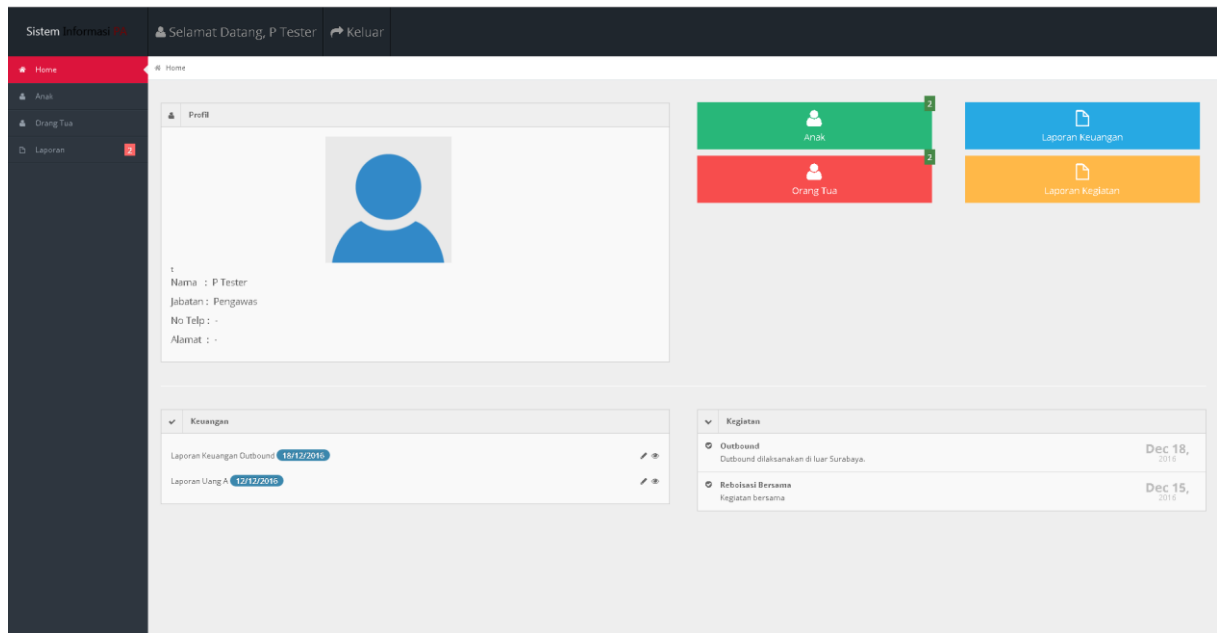 Sistem Informasi
Selamat Datang, P Tester
Keluar
Home
Anak
Orang Tua
Laporan 2
Home
Profil
t
Nama : P Tester
Jabatan : Pengawas
No Telp : -
Alamat : -
2
Anak
Laporan Keuangan
2
Orang Tua
Laporan Kegiatan
Keuangan
Laporan Keuangan Outbound 18/12/2016
Laporan Uang A 12/12/2016
Kegiatan
Outbound
Outbound dilaksanakan di luar Surabaya.
Dec 18,
2016
Reboisasi Bersama
Kegiatan bersama
Dec 15,
2016